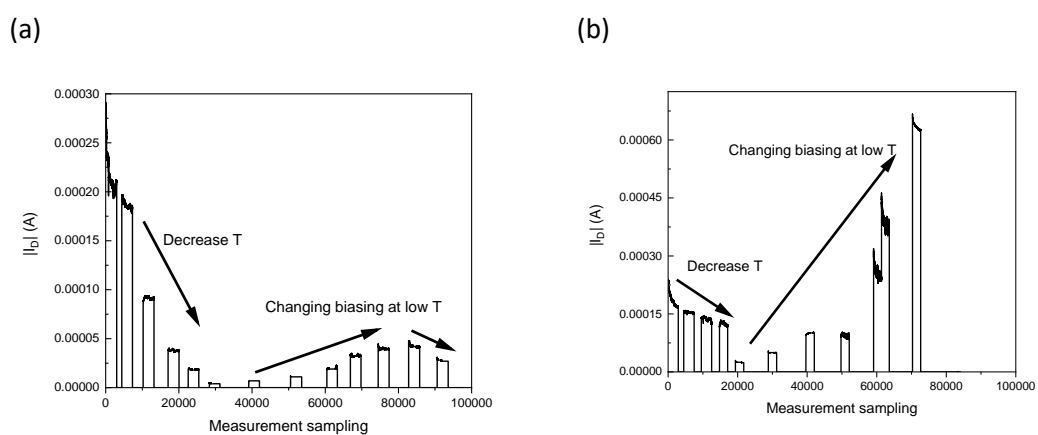 (a)
(b)
0.00030
0.00025
0.00020
0.00015
0.00010
0.00005
0.00000
|I_D| (A)
Decrease T
Changing biasing at low T
0
20000
40000
60000
80000
100000
Measurement sampling
0.00060
0.00045
0.00030
0.00015
0.00000
|I_D| (A)
Changing biasing at low T
Decrease T
0
20000
40000
60000
80000
100000
Measurement sampling